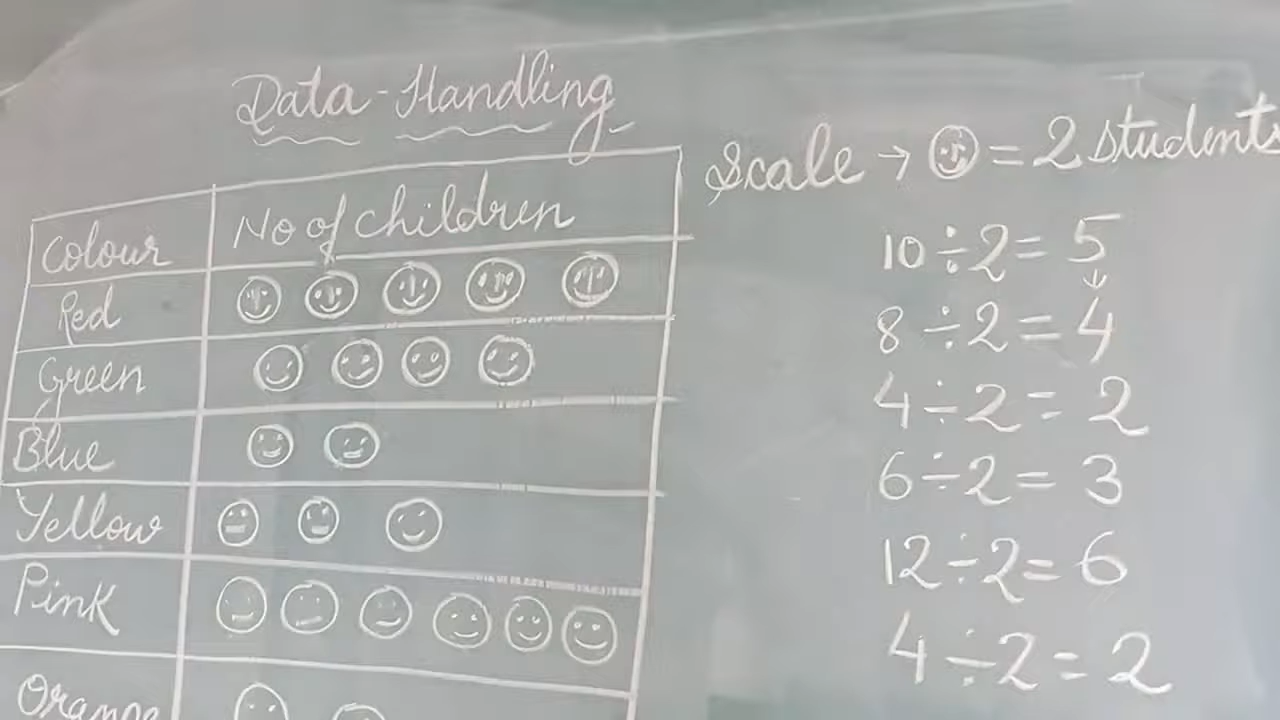 Data-Handling
Colour No of children
Red
Green
Blue
Yellow
Pink
Orange
Scale → = 2 students
10÷2= 5
8÷2=4
4÷2= 2
6÷2= 3
12÷2= 6
4÷2=2